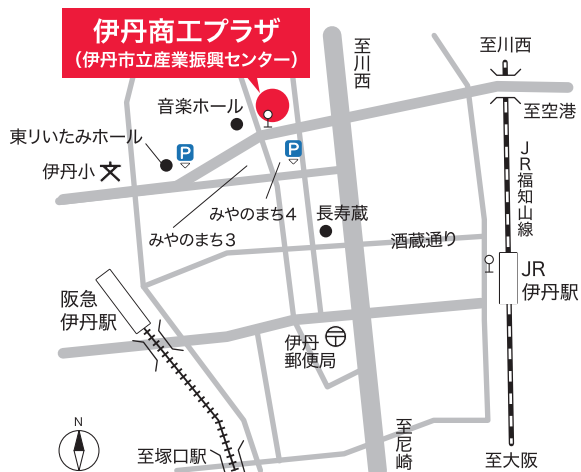 伊丹商工プラザ
（伊丹市立産業振興センター）
至川西
至川西
至空港
音楽ホール
東リいたみホール
P
P
伊丹小
文
みやのまち4
みやのまち3
長寿蔵
酒蔵通り
JR福知山線
JR
伊丹駅
阪急
伊丹駅
伊丹
郵便局
N
至塚口駅
至尼崎
至大阪